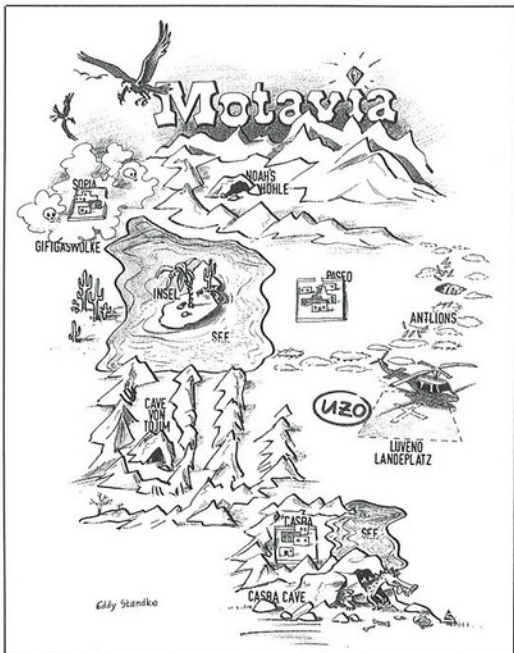 Motavia
NOAH'S
HÖHLE
SOPIA
GIFTGASWOLKE
PASEO
INSEL
SEE
ANTLIONS
CAVE
VON
TOJUM
UZO
LUVENO
LANDEPLATZ
CASBA
SEE
CASBA CAVE
Eddy Standke